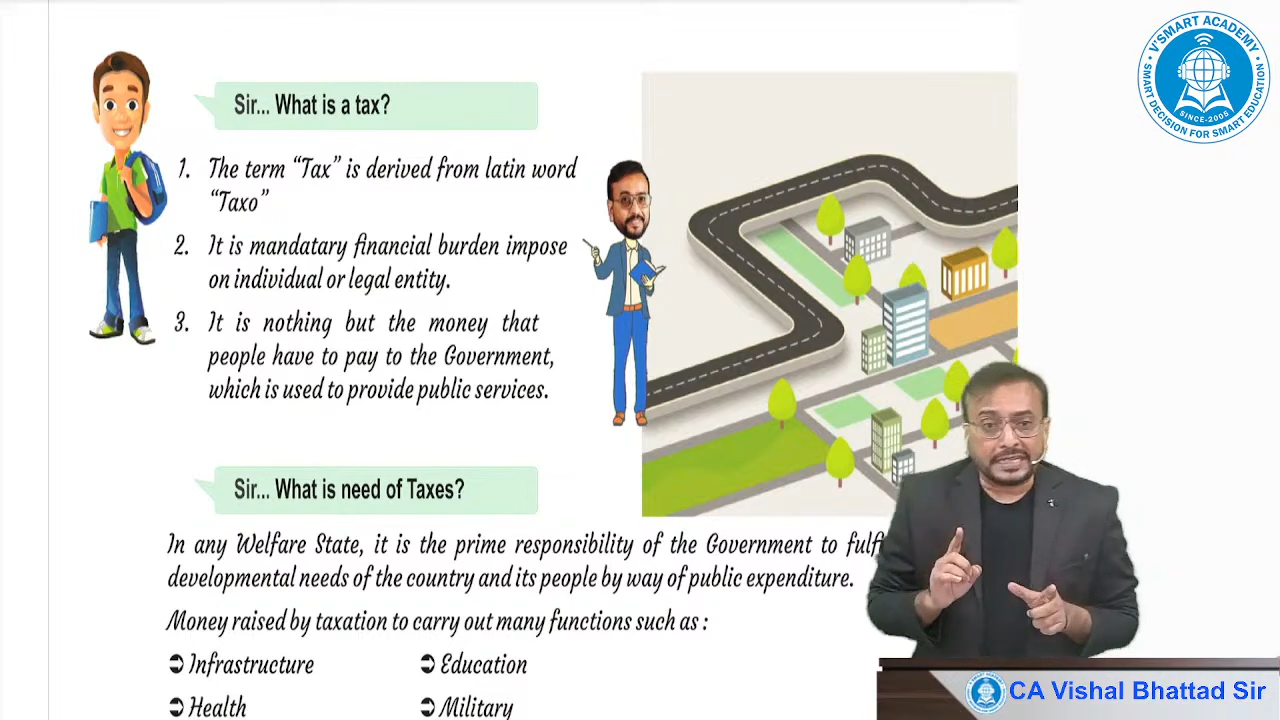 Sir... What is a tax?
1. The term “Tax” is derived from latin word
“Taxo”
2. It is mandatary financial burden impose
on individual or legal entity.
3. It is nothing but the money that
people have to pay to the Government,
which is used to provide public services.
Sir... What is need of Taxes?
In any Welfare State, it is the prime responsibility of the Government to
developmental needs of the country and its people by way of public expenditure.
Money raised by taxation to carry out many functions such as :
Infrastructure
Education
Health
Military
V'SMART ACADEMY
SINCE-2006
SMART DECISION FOR SMART EDUCATION
CA Vishal Bhattad Sir